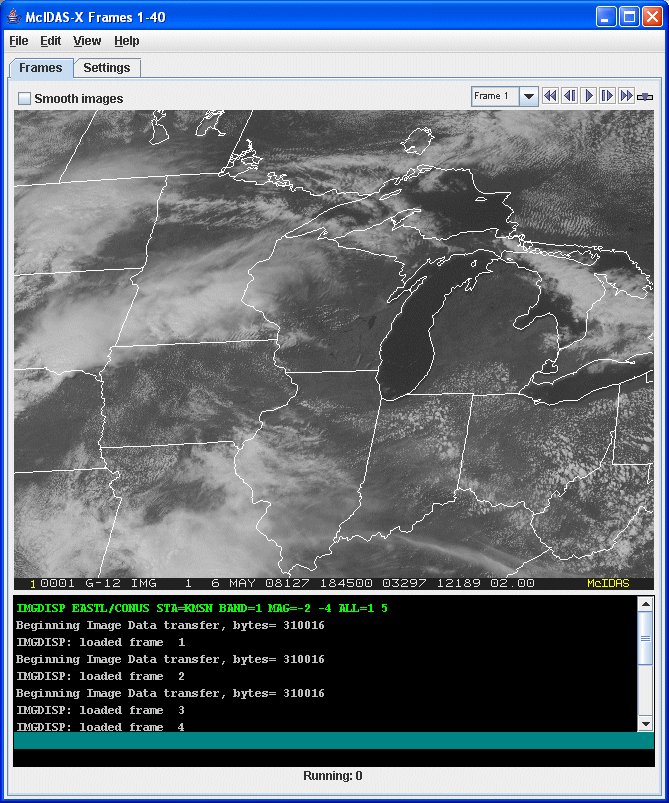 McIDAS-X Frames 1-40
File Edit View Help
Frames Settings
Smooth images Frame 1
1 0001 G-12 IMG 1 6 MAY 08127 184500 03297 12189 02.00 McIDAS
IMGDISP EASTL/CONUS STA=KMSN BAND=1 MAG=-2 -4 ALL=1 5
Beginning Image Data transfer, bytes= 310016
IMGDISP: loaded frame 1
Beginning Image Data transfer, bytes= 310016
IMGDISP: loaded frame 2
Beginning Image Data transfer, bytes= 310016
IMGDISP: loaded frame 3
IMGDISP: loaded frame 4
Running: 0